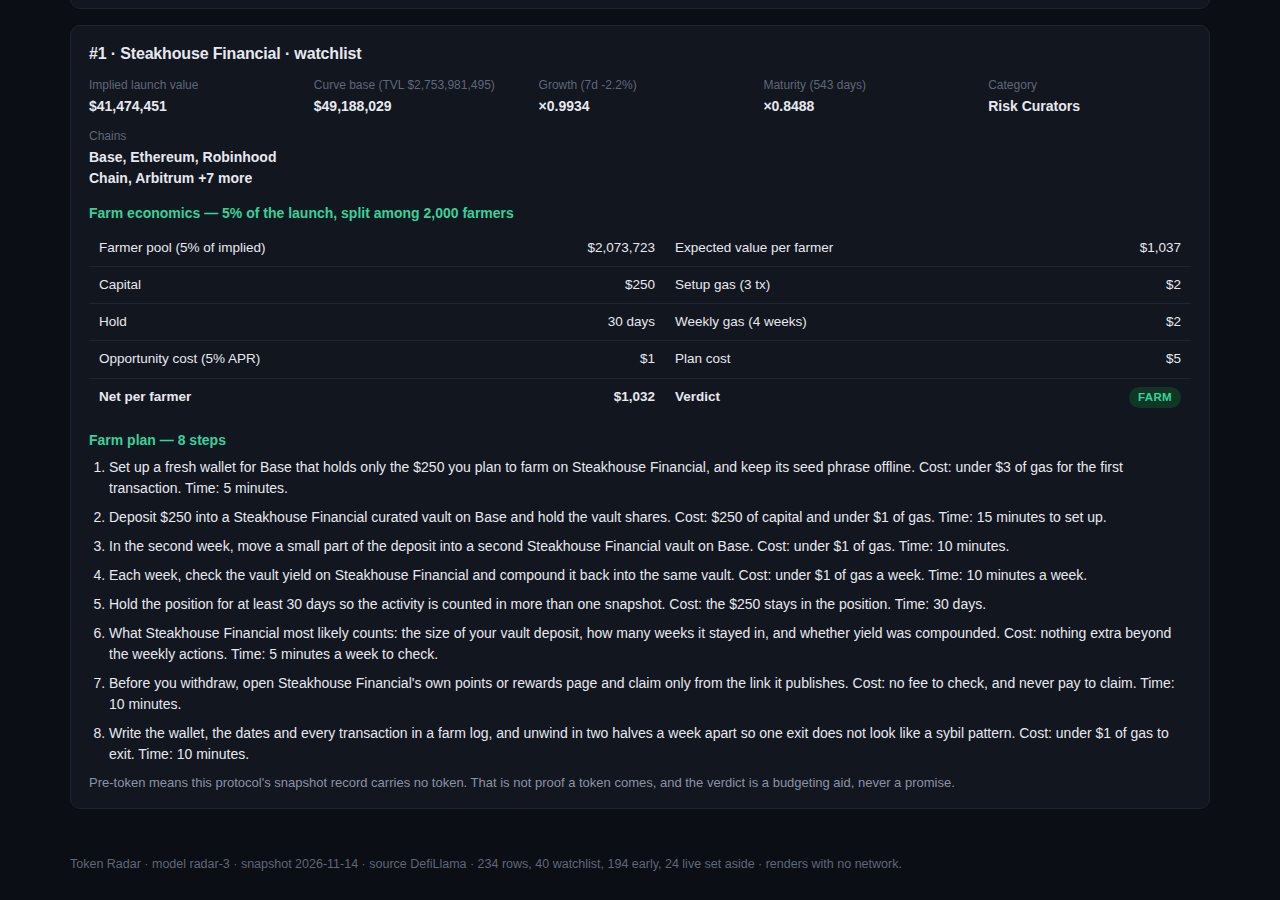 #1 · Steakhouse Financial · watchlist
Implied launch value
$41,474,451
Curve base (TVL $2,753,981,495)
$49,188,029
Growth (7d -2.2%)
×0.9934
Maturity (543 days)
×0.8488
Category
Risk Curators
Chains
Base, Ethereum, Robinhood
Chain, Arbitrum +7 more
Farm economics — 5% of the launch, split among 2,000 farmers
Farmer pool (5% of implied) $2,073,723 Expected value per farmer $1,037
Capital $250 Setup gas (3 tx) $2
Hold 30 days Weekly gas (4 weeks) $2
Opportunity cost (5% APR) $1 Plan cost $5
Net per farmer $1,032 Verdict FARM
Farm plan — 8 steps
1. Set up a fresh wallet for Base that holds only the $250 you plan to farm on Steakhouse Financial, and keep its seed phrase offline. Cost: under $3 of gas for the first
transaction. Time: 5 minutes.
2. Deposit $250 into a Steakhouse Financial curated vault on Base and hold the vault shares. Cost: $250 of capital and under $1 of gas. Time: 15 minutes to set up.
3. In the second week, move a small part of the deposit into a second Steakhouse Financial vault on Base. Cost: under $1 of gas. Time: 10 minutes.
4. Each week, check the vault yield on Steakhouse Financial and compound it back into the same vault. Cost: under $1 of gas a week. Time: 10 minutes a week.
5. Hold the position for at least 30 days so the activity is counted in more than one snapshot. Cost: the $250 stays in the position. Time: 30 days.
6. What Steakhouse Financial most likely counts: the size of your vault deposit, how many weeks it stayed in, and whether yield was compounded. Cost: nothing extra beyond
the weekly actions. Time: 5 minutes a week to check.
7. Before you withdraw, open Steakhouse Financial's own points or rewards page and claim only from the link it publishes. Cost: no fee to check, and never pay to claim. Time:
10 minutes.
8. Write the wallet, the dates and every transaction in a farm log, and unwind in two halves a week apart so one exit does not look like a sybil pattern. Cost: under $1 of gas to
exit. Time: 10 minutes.
Pre-token means this protocol's snapshot record carries no token. That is not proof a token comes, and the verdict is a budgeting aid, never a promise.
Token Radar · model radar-3 · snapshot 2026-11-14 · source DefiLlama · 234 rows, 40 watchlist, 194 early, 24 live set aside · renders with no network.